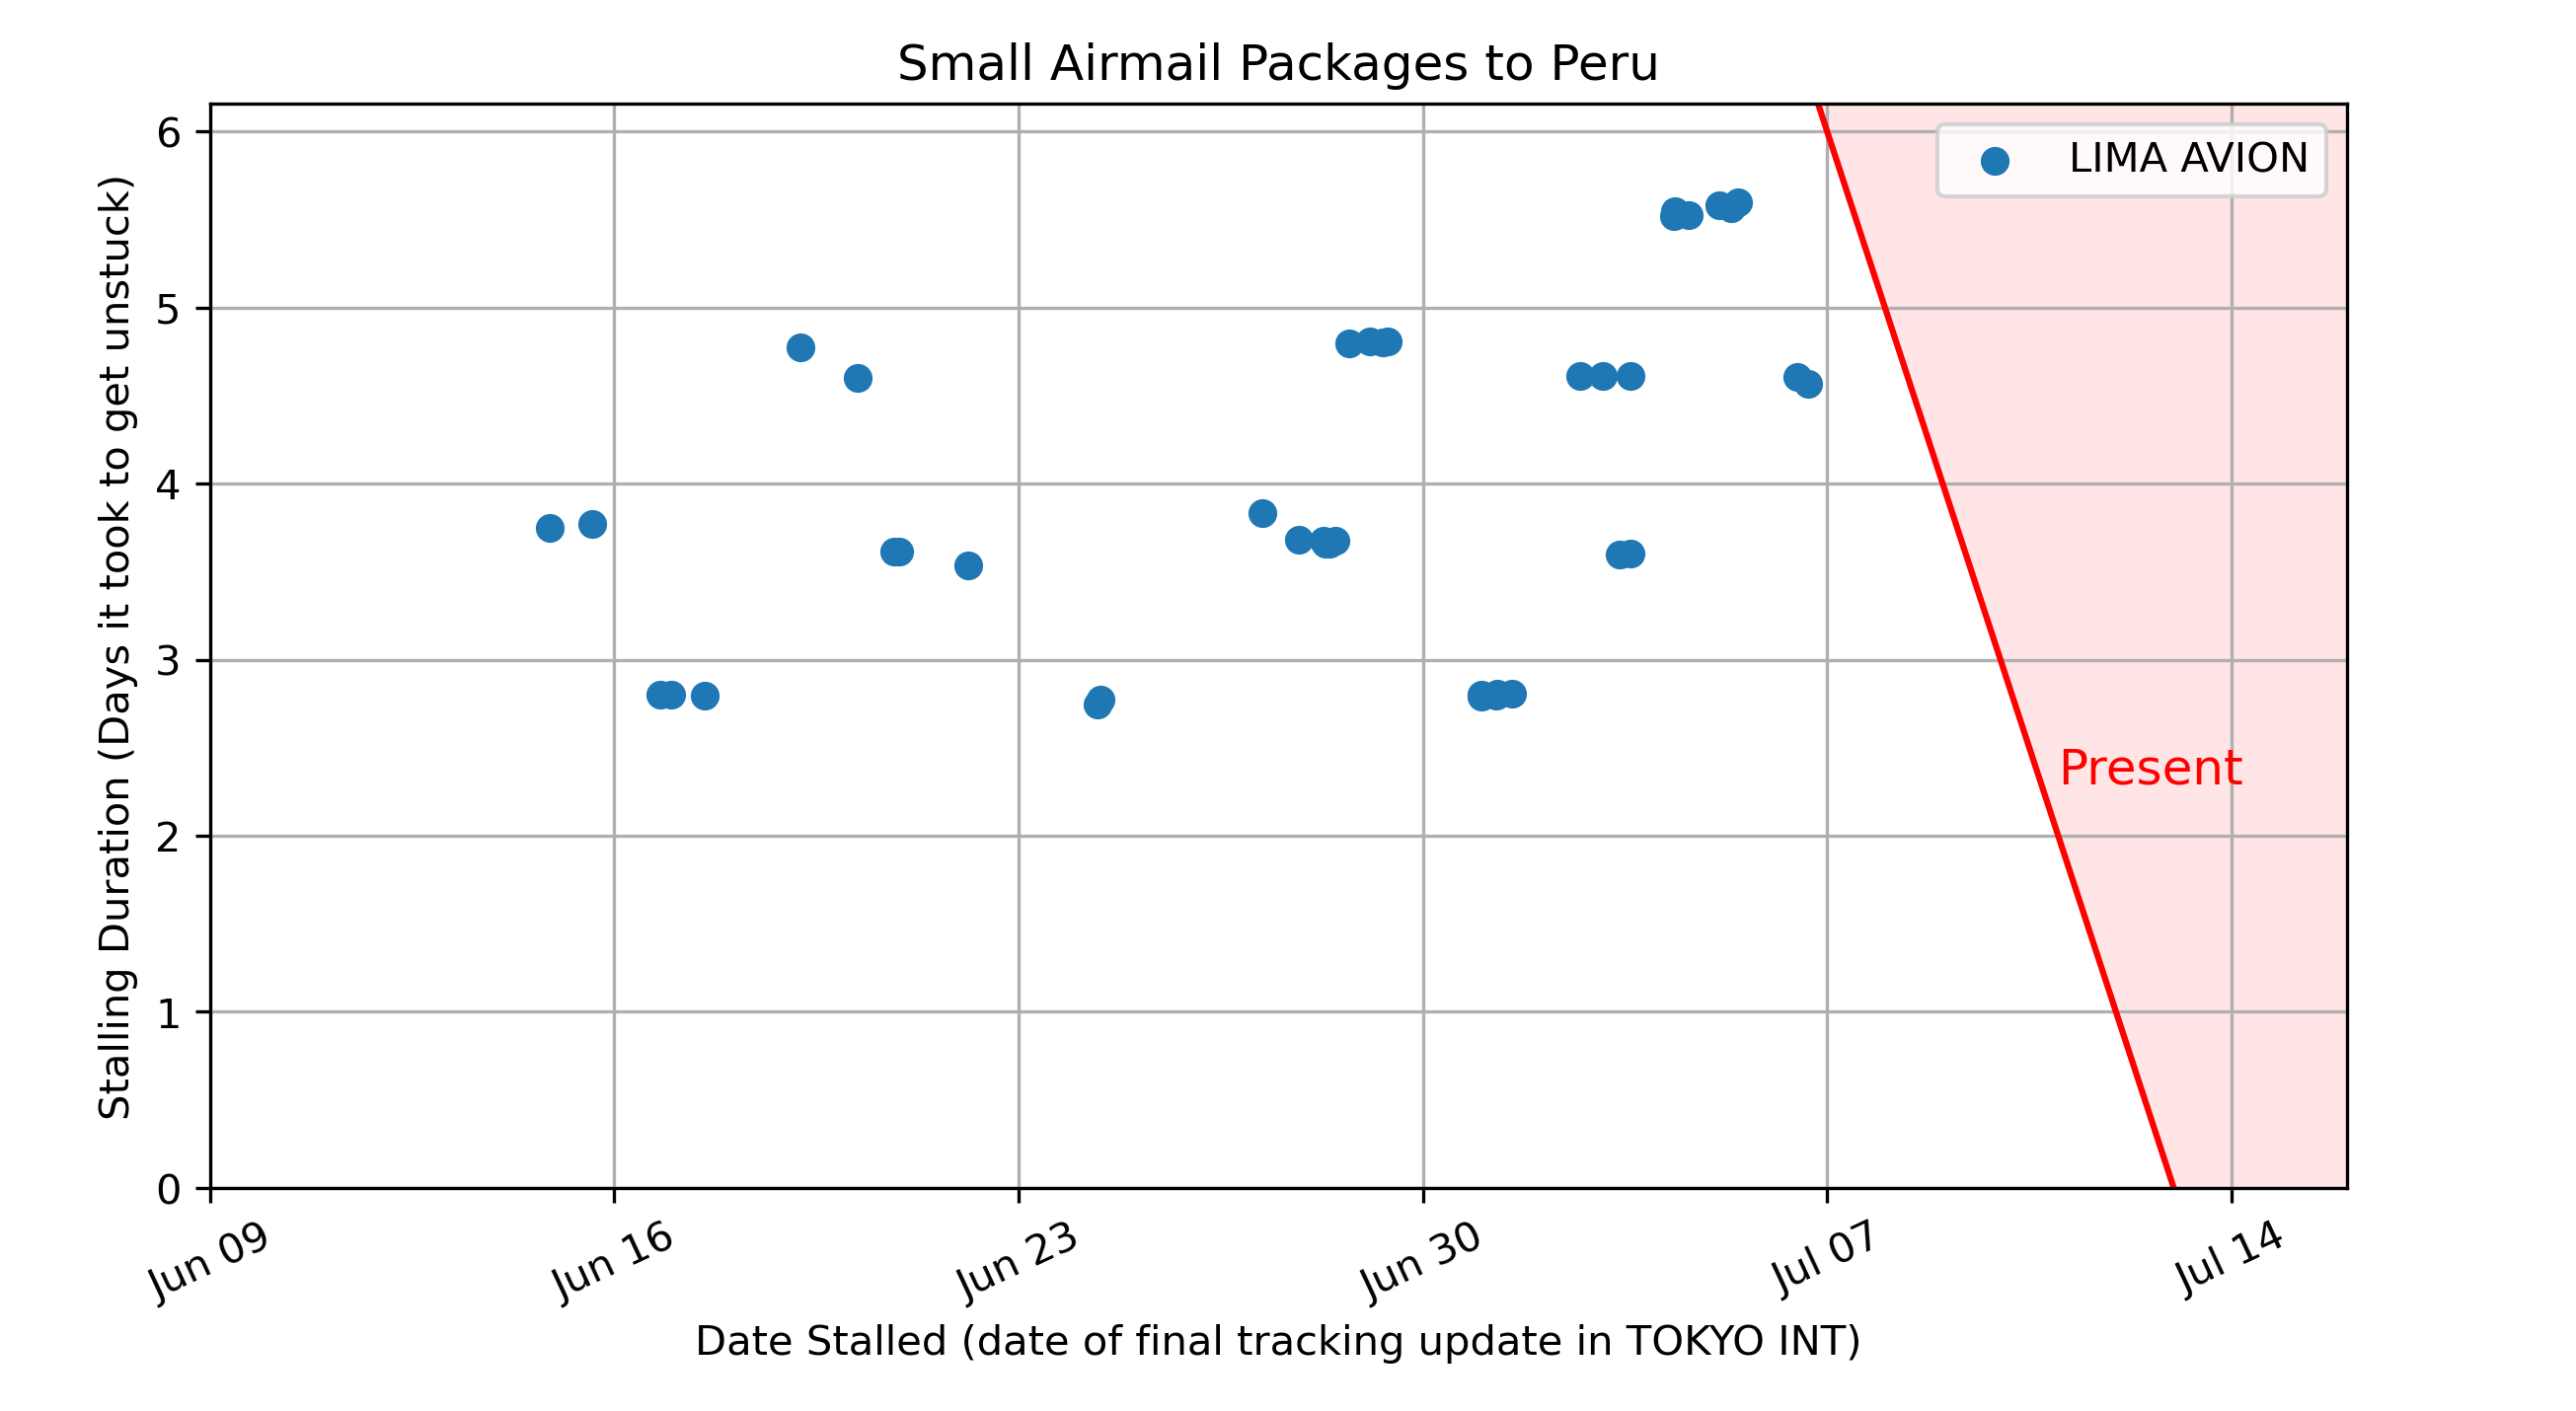 Small Airmail Packages to Peru
LIMA AVION
6
5
4
3
2
1
0
Stalling Duration (Days it took to get unstuck)
Present
Jun 09
Jun 16
Jun 23
Jun 30
Jul 07
Jul 14
Date Stalled (date of final tracking update in TOKYO INT)